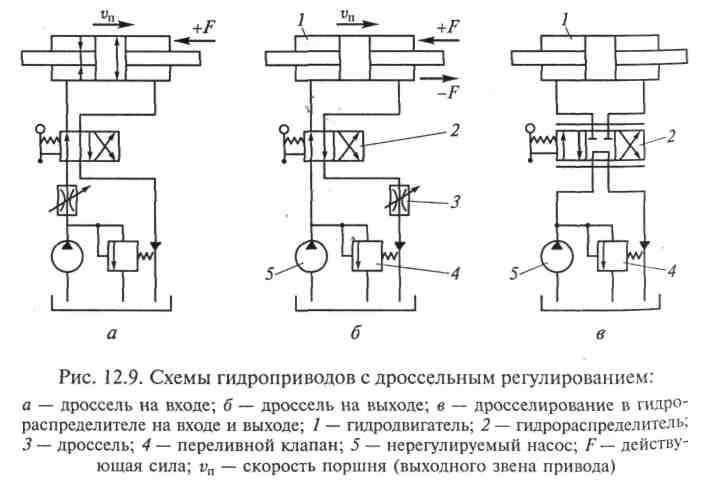 vп +F vп +F
1 1
−F
2 2
3
5 4 5 4
а б в
Рис. 12.9. Схемы гидроприводов с дроссельным регулированием:
а — дроссель на входе; б — дроссель на выходе; в — дросселирование в гидро-
распределителе на входе и выходе; 1 — гидродвигатель; 2 — гидрораспределитель;
3 — дроссель; 4 — переливной клапан; 5 — нерегулируемый насос; F — действу-
ющая сила; vп — скорость поршня (выходного звена привода)